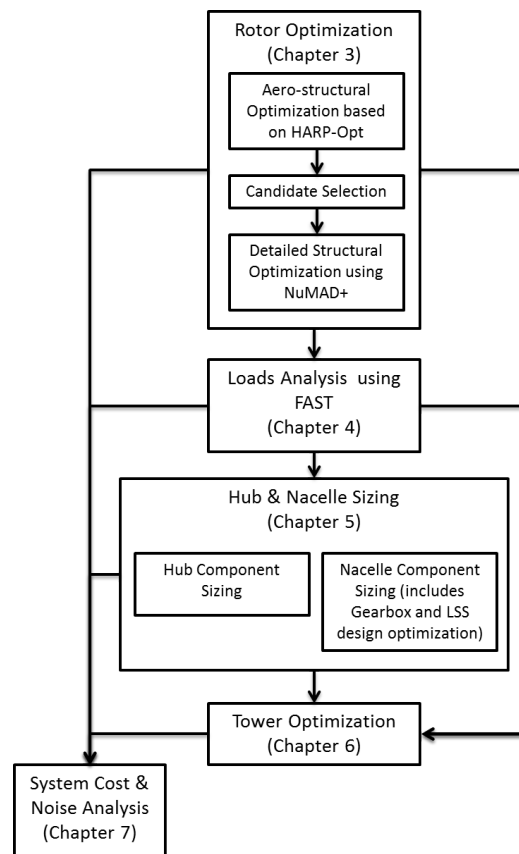 Rotor Optimization
(Chapter 3)
Aero-structural
Optimization based
on HARP-Opt
Candidate Selection
Detailed Structural
Optimization using
NuMAD+
Loads Analysis using
FAST
(Chapter 4)
Hub & Nacelle Sizing
(Chapter 5)
Hub Component
Sizing
Nacelle Component
Sizing (includes
Gearbox and LSS
design optimization)
Tower Optimization
(Chapter 6)
System Cost &
Noise Analysis
(Chapter 7)